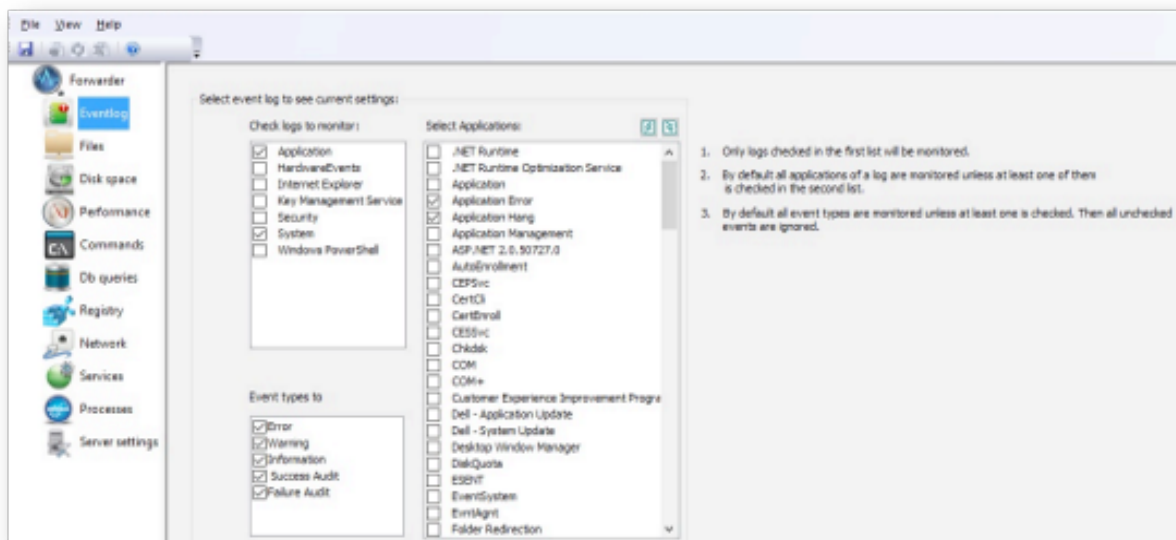 File View Help
Forwarder
Eventlog
Files
Disk space
Performance
Commands
Db queries
Registry
Network
Services
Processes
Server settings
Select event log to see current settings:
Check logs to monitor:
Application
HardwareEvents
Internet Explorer
Key Management Service
Security
System
Windows PowerShell
Event types to
Error
Warning
Information
Success Audit
Failure Audit
Select Applications:
.NET Runtime
.NET Runtime Optimization Service
Application
Application Error
Application Hang
Application Management
ASP.NET 2.0.50727.0
AutoEnrollment
CEPSvc
CertCli
CertEnroll
CESSvc
Chkdsk
COM
COM+
Customer Experience Improvement Progra
Dell - Application Update
Dell - System Update
Desktop Window Manager
DiskQuota
ESENT
EventSystem
EvntAgnt
Folder Redirection
1. Only logs checked in the first list will be monitored.
2. By default all applications of a log are monitored unless at least one of them
is checked in the second list.
3. By default all event types are monitored unless at least one is checked. Then all unchecked
events are ignored.